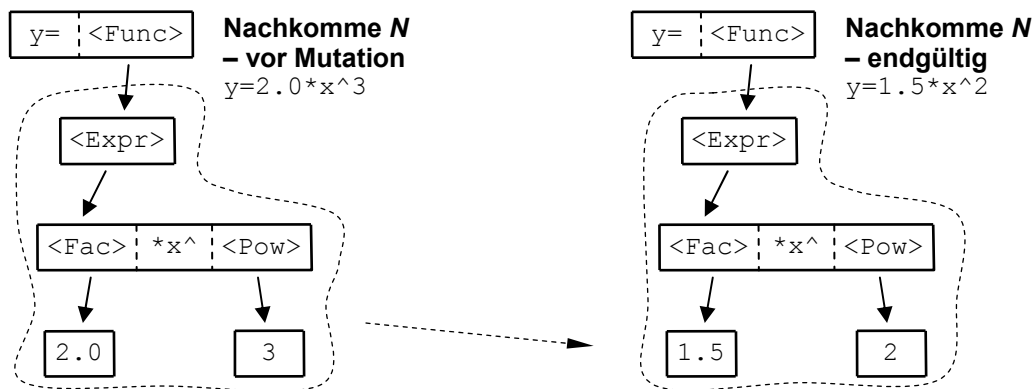 y= <Func>
Nachkomme N
– vor Mutation
y=2.0*x^3
<Expr>
<Fac> *x^ <Pow>
2.0 3
y= <Func>
Nachkomme N
– endgültig
y=1.5*x^2
<Expr>
<Fac> *x^ <Pow>
1.5 2